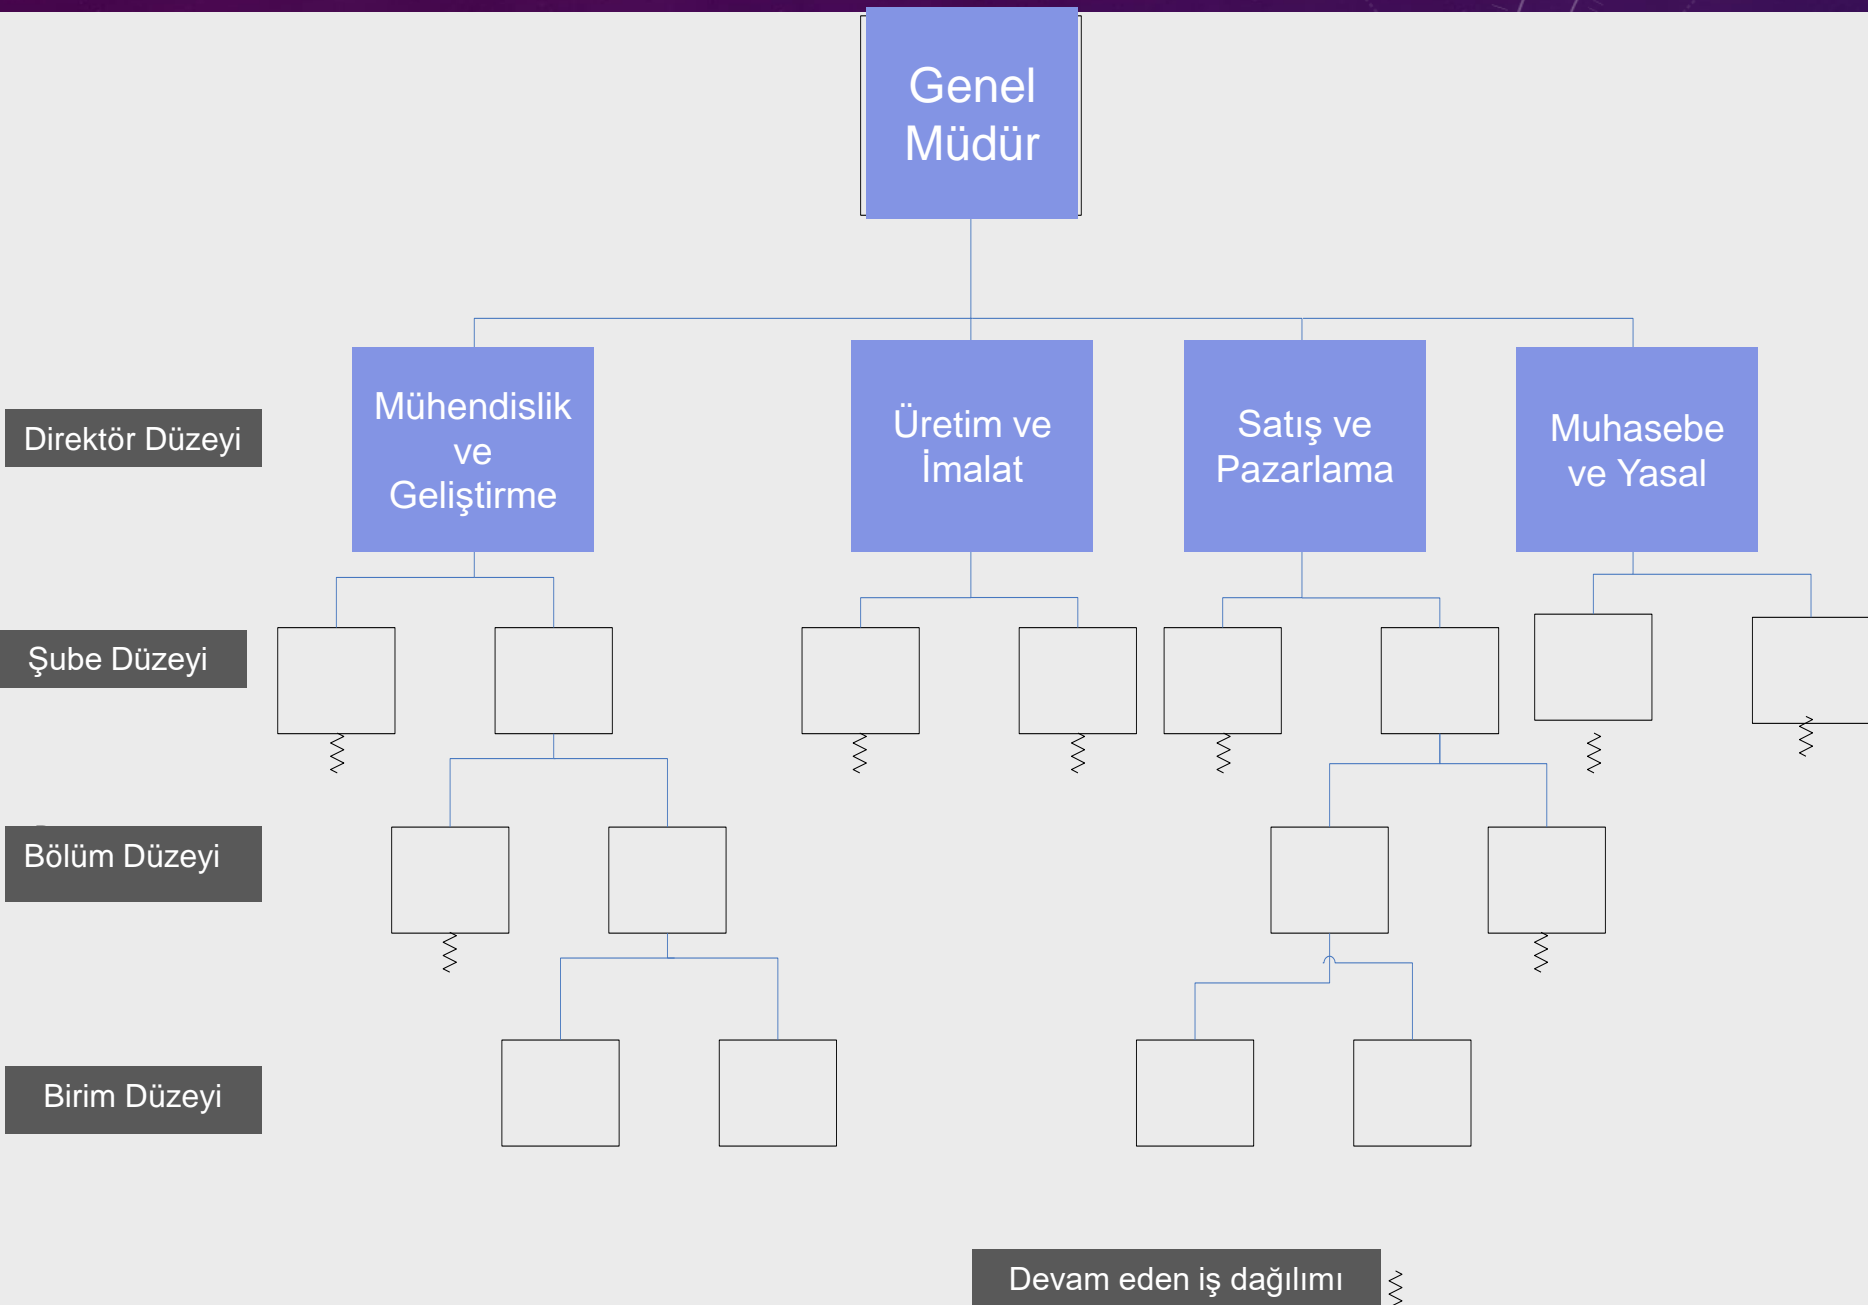 Genel
Müdür
Direktör Düzeyi
Mühendislik
ve
Geliştirme
Üretim ve
İmalat
Satış ve
Pazarlama
Muhasebe
ve Yasal
Şube Düzeyi
Bölüm Düzeyi
Birim Düzeyi
Devam eden iş dağılımı